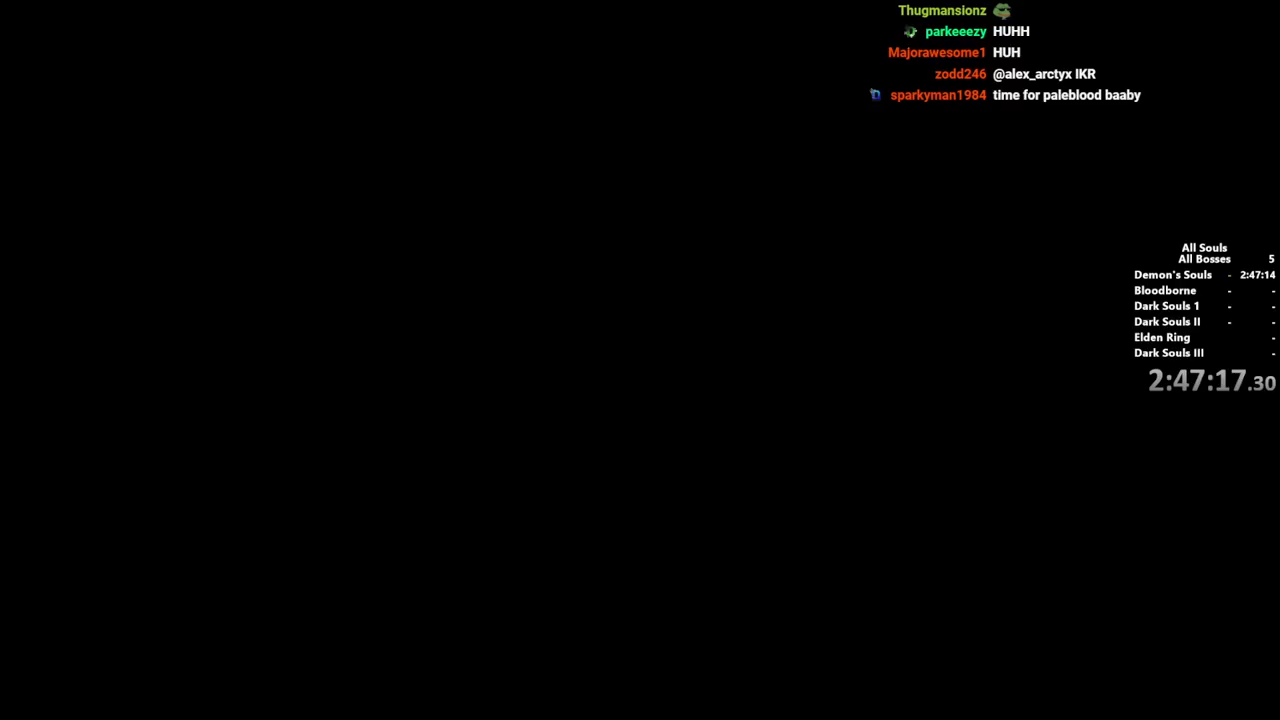 Thugmansionz
parkeeezy HUHH
Majorawesome1 HUH
zodd246 @alex_arctyx IKR
sparkyman1984 time for paleblood baaby
All Souls
All Bosses 5
Demon's Souls - 2:47:14
Bloodborne - -
Dark Souls 1 - -
Dark Souls II - -
Elden Ring -
Dark Souls III -
2:47:17.30